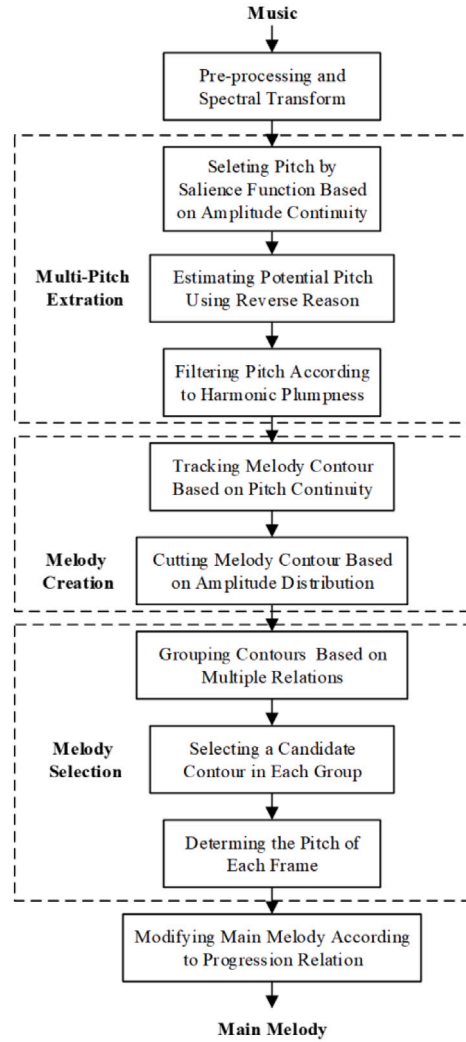 Music
Pre-processing and
Spectral Transform
Seleting Pitch by
Salience Function Based
on Amplitude Continuity
Multi-Pitch
Extration
Estimating Potential Pitch
Using Reverse Reason
Filtering Pitch According
to Harmonic Plumpness
Tracking Melody Contour
Based on Pitch Continuity
Melody
Creation
Cutting Melody Contour Based
on Amplitude Distribution
Grouping Contours Based on
Multiple Relations
Melody
Selection
Selecting a Candidate
Contour in Each Group
Determing the Pitch of
Each Frame
Modifying Main Melody According
to Progression Relation
Main Melody